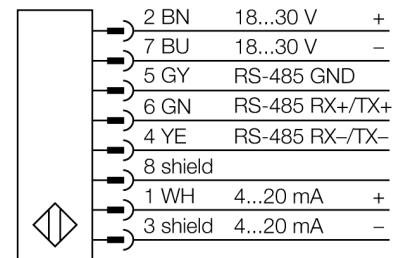 2 BN 18...30 V +
7 BU 18...30 V –
5 GY RS-485 GND
6 GN RS-485 RX+/TX+
4 YE RS-485 RX–/TX–
8 shield
1 WH 4...20 mA +
3 shield 4...20 mA –